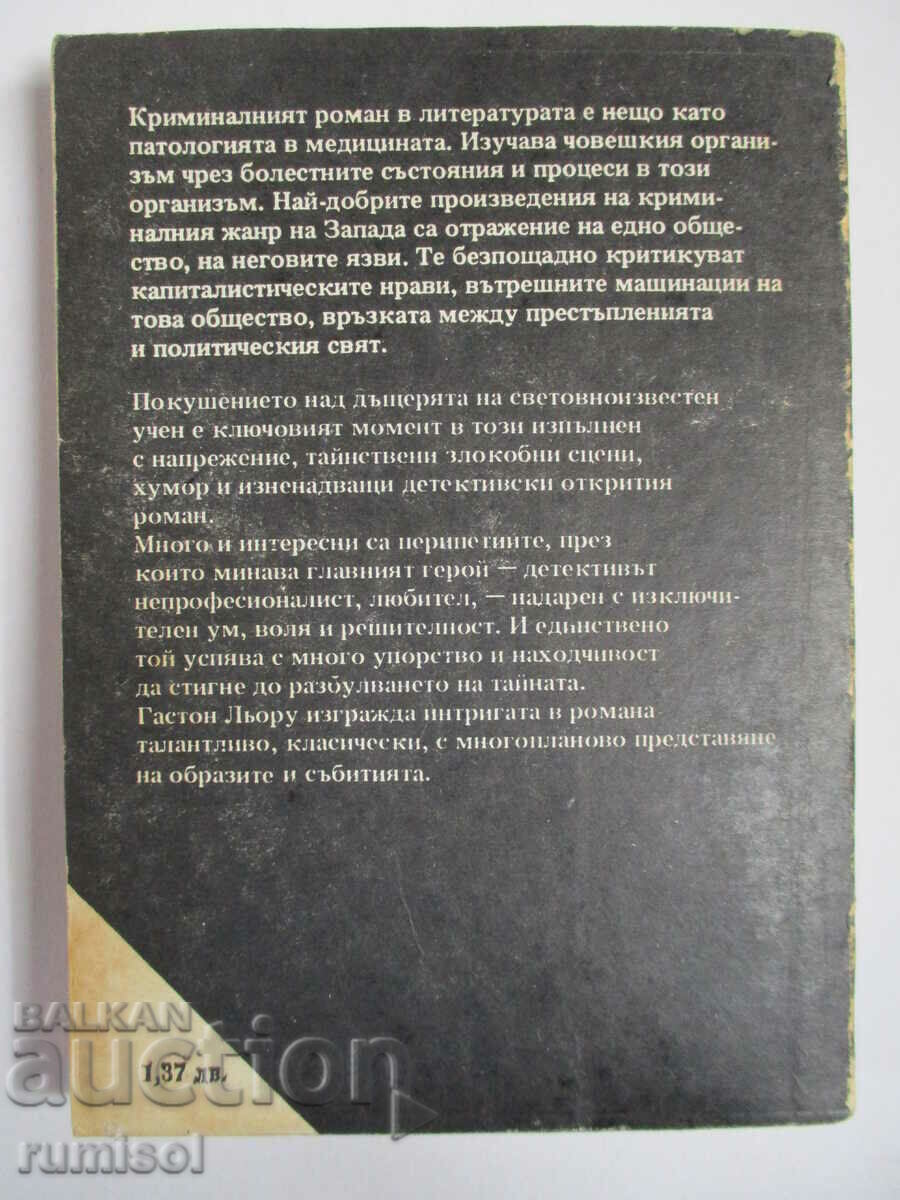 Криминалният роман в литературата е нещо като
патологията в медицината. Изучава човешкия органи-
зъм чрез болестните състояния и процеси в този
организъм. Най-добрите произведения на крими-
налния жанр на Запада са отражение на едно обще-
ство, на неговите язви. Те безпощадно критикуват
капиталистическите нрави, вътрешните машинации на
това общество, връзката между престъпленията
и политическия свят.
Покушението над дъщерята на световноизвестен
учен е ключовият момент в този изпълнен
с напрежение, тайнствени злокобни сцени,
хумор и изненадващи детективски открития
роман.
Много и интересни са перипетиите, през
които минава главният герой – детективът
непрофесионалист, любител, – надарен с изключи-
телен ум, воля и решителност. И единствено
той успява с много упорство и находчивост
да стигне до разбулването на тайната.
Гастон Льору изгражда интригата в романа
талантливо, класически, с многопланово представяне
на образите и събитията.
BALKAN
auction
1,37 лв.
rumisol